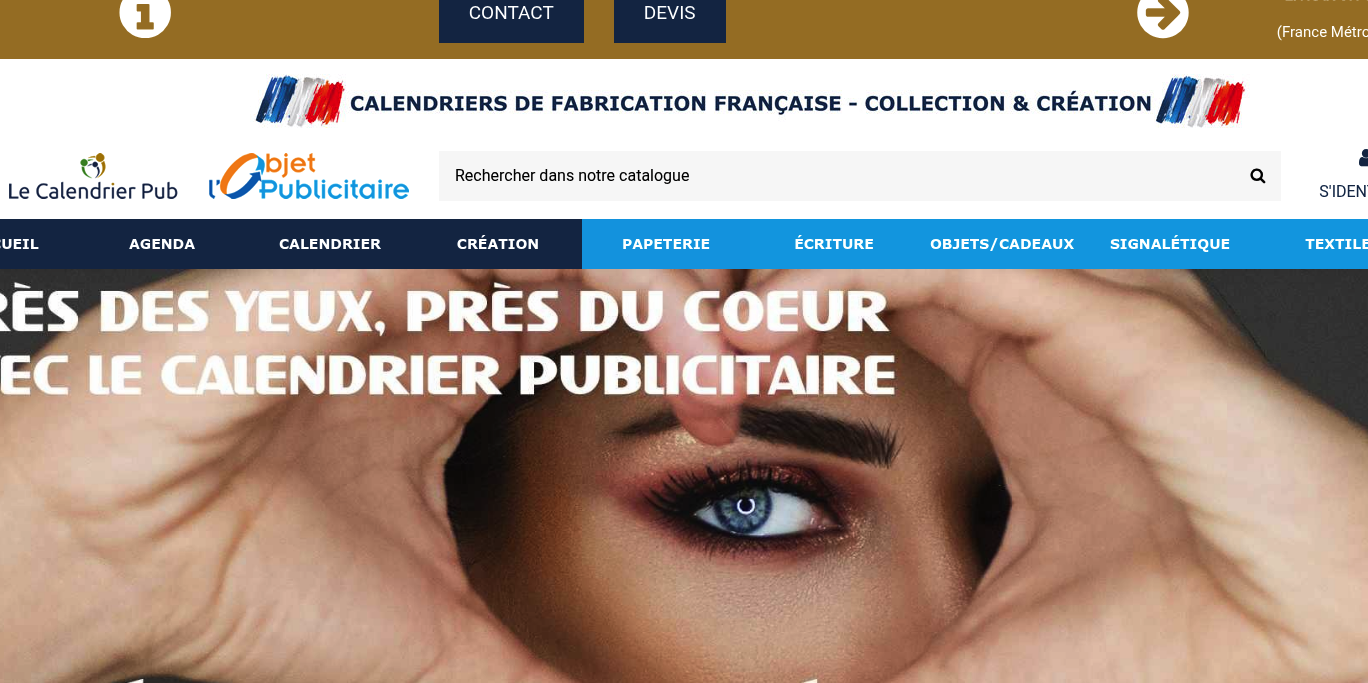 CONTACT
DEVIS
(France Métro
CALENDRIERS DE FABRICATION FRANÇAISE - COLLECTION & CRÉATION
Le Calendrier Pub
l'Objet Publicitaire
Rechercher dans notre catalogue
S'IDENT
CUEIL
AGENDA
CALENDRIER
CRÉATION
PAPETERIE
ÉCRITURE
OBJETS/CADEAUX
SIGNALÉTIQUE
TEXTILE
RÈS DES YEUX, PRÈS DU COEUR
EC LE CALENDRIER PUBLICITAIRE